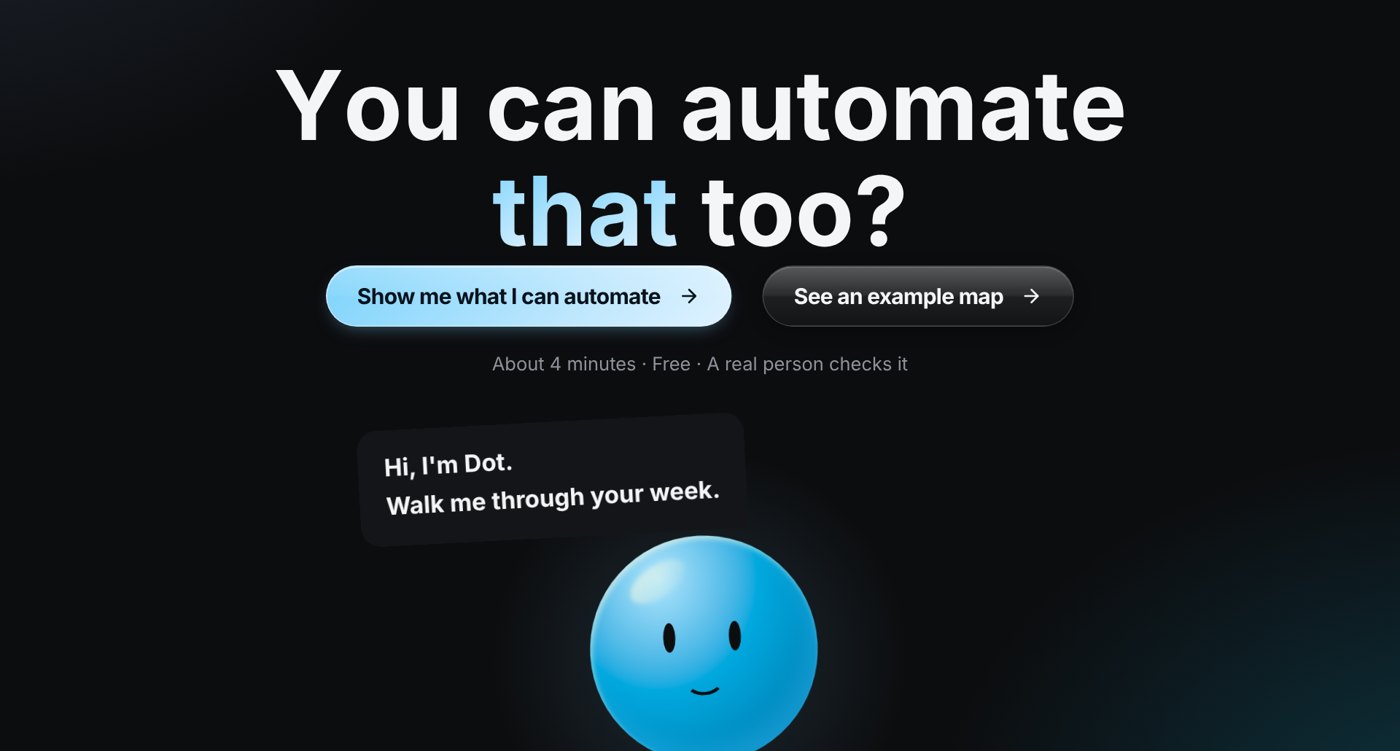 You can automate
that too?
Show me what I can automate →
See an example map →
About 4 minutes · Free · A real person checks it
Hi, I'm Dot.
Walk me through your week.